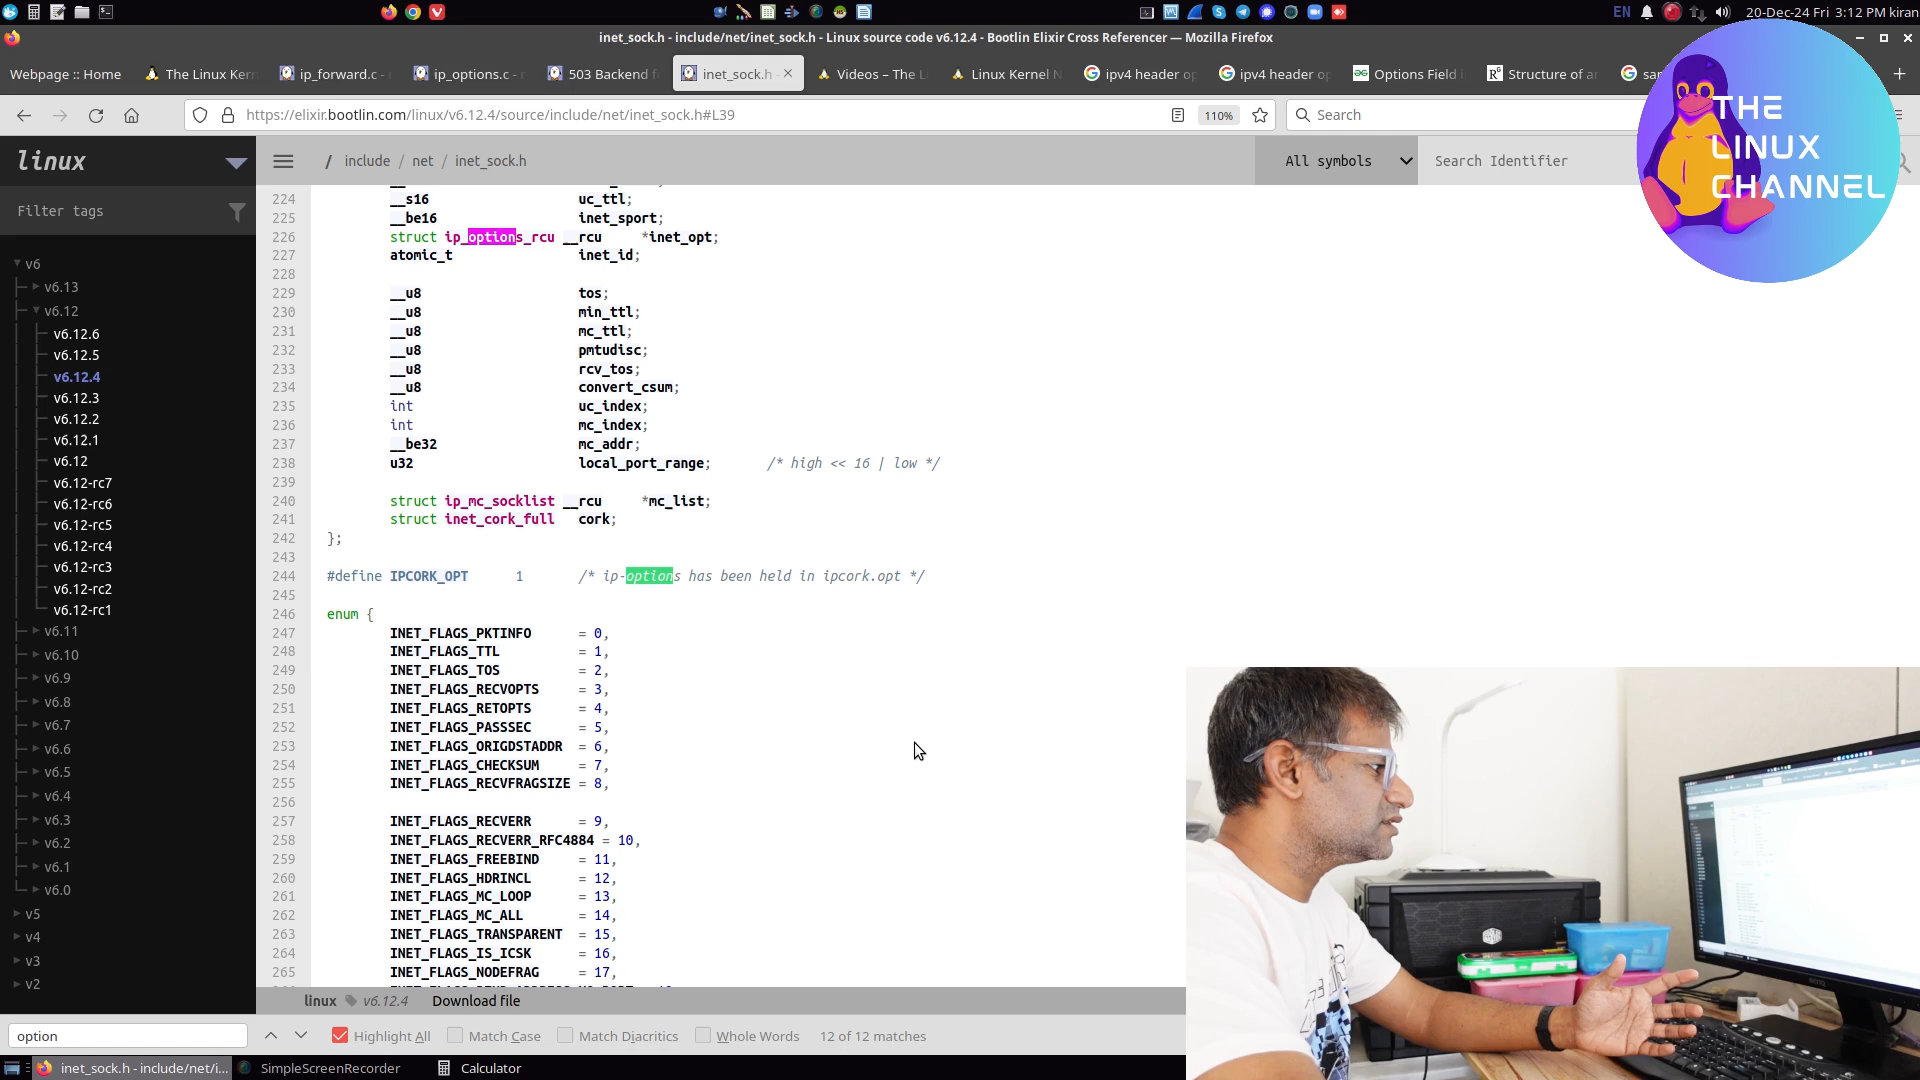 EN
20-Dec-24 Fri 3:12 PM kiran
inet_sock.h - include/net/inet_sock.h - Linux source code v6.12.4 - Bootlin Elixir Cross Referencer — Mozilla Firefox
Webpage :: Home
The Linux Kern
ip_forward.c -
ip_options.c - r
503 Backend f
inet_sock.h -
Videos – The L
Linux Kernel N
ipv4 header op
ipv4 header op
Options Field i
Structure of an
sam
https://elixir.bootlin.com/linux/v6.12.4/source/include/net/inet_sock.h#L39
110%
Search
THE
LINUX
CHANNEL
linux
/ include / net / inet_sock.h
All symbols
Search Identifier
Filter tags
v6
v6.13
v6.12
v6.12.6
v6.12.5
v6.12.4
v6.12.3
v6.12.2
v6.12.1
v6.12
v6.12-rc7
v6.12-rc6
v6.12-rc5
v6.12-rc4
v6.12-rc3
v6.12-rc2
v6.12-rc1
v6.11
v6.10
v6.9
v6.8
v6.7
v6.6
v6.5
v6.4
v6.3
v6.2
v6.1
v6.0
v5
v4
v3
v2
224 __s16 uc_ttl;
225 __be16 inet_sport;
226 struct ip_options_rcu __rcu *inet_opt;
227 atomic_t inet_id;
228
229 __u8 tos;
230 __u8 min_ttl;
231 __u8 mc_ttl;
232 __u8 pmtudisc;
233 __u8 rcv_tos;
234 __u8 convert_csum;
235 int uc_index;
236 int mc_index;
237 __be32 mc_addr;
238 u32 local_port_range; /* high << 16 | low */
239
240 struct ip_mc_socklist __rcu *mc_list;
241 struct inet_cork_full cork;
242 };
243
244 #define IPCORK_OPT 1 /* ip-options has been held in ipcork.opt */
245
246 enum {
247 INET_FLAGS_PKTINFO = 0,
248 INET_FLAGS_TTL = 1,
249 INET_FLAGS_TOS = 2,
250 INET_FLAGS_RECVOPTS = 3,
251 INET_FLAGS_RETOPTS = 4,
252 INET_FLAGS_PASSSEC = 5,
253 INET_FLAGS_ORIGDSTADDR = 6,
254 INET_FLAGS_CHECKSUM = 7,
255 INET_FLAGS_RECVFRAGSIZE = 8,
256
257 INET_FLAGS_RECVERR = 9,
258 INET_FLAGS_RECVERR_RFC4884 = 10,
259 INET_FLAGS_FREEBIND = 11,
260 INET_FLAGS_HDRINCL = 12,
261 INET_FLAGS_MC_LOOP = 13,
262 INET_FLAGS_MC_ALL = 14,
263 INET_FLAGS_TRANSPARENT = 15,
264 INET_FLAGS_IS_ICSK = 16,
265 INET_FLAGS_NODEFRAG = 17,
linux v6.12.4 Download file
option
Highlight All
Match Case
Match Diacritics
Whole Words
12 of 12 matches
inet_sock.h - include/net/i...
SimpleScreenRecorder
Calculator